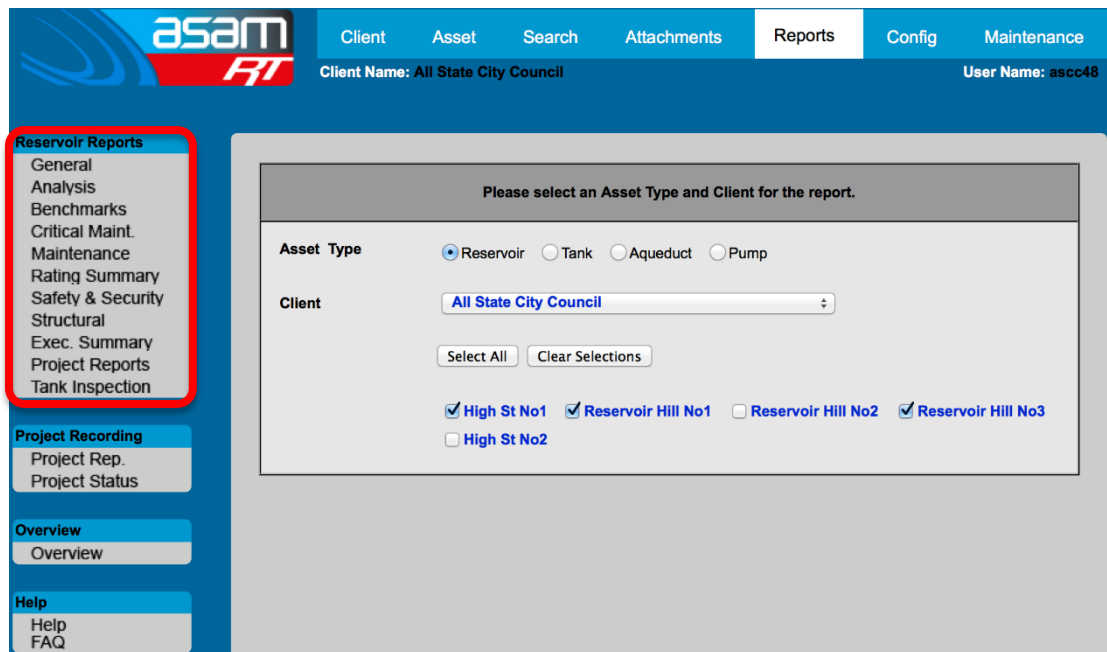 asam
RT
Client Asset Search Attachments Reports Config Maintenance
Client Name: All State City Council User Name: ascc48
Reservoir Reports
General
Analysis
Benchmarks
Critical Maint.
Maintenance
Rating Summary
Safety & Security
Structural
Exec. Summary
Project Reports
Tank Inspection
Project Recording
Project Rep.
Project Status
Overview
Overview
Help
Help
FAQ
Please select an Asset Type and Client for the report.
Asset Type Reservoir Tank Aqueduct Pump
Client All State City Council
Select All Clear Selections
High St No1 Reservoir Hill No1 Reservoir Hill No2 Reservoir Hill No3
High St No2